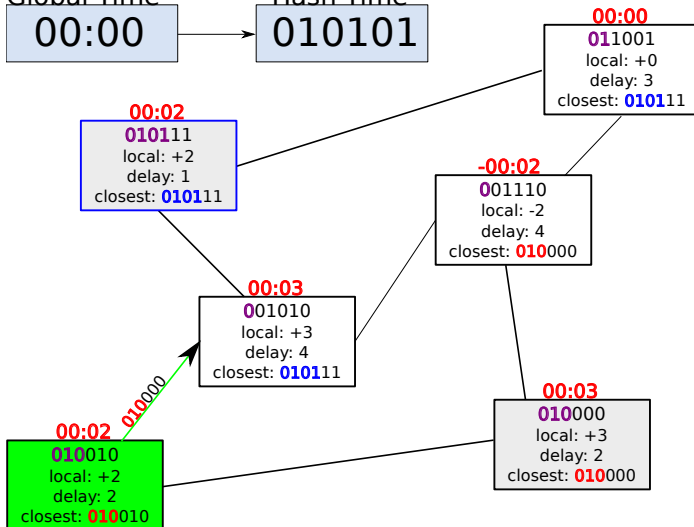 Global Time
Hash Time
00:00
010101
00:00
011001
local: +0
delay: 3
closest: 010111
00:02
010111
local: +2
delay: 1
closest: 010111
-00:02
001110
local: -2
delay: 4
closest: 010000
00:03
001010
local: +3
delay: 4
closest: 010111
010000
00:03
010000
local: +3
delay: 2
closest: 010000
00:02
010010
local: +2
delay: 2
closest: 010010